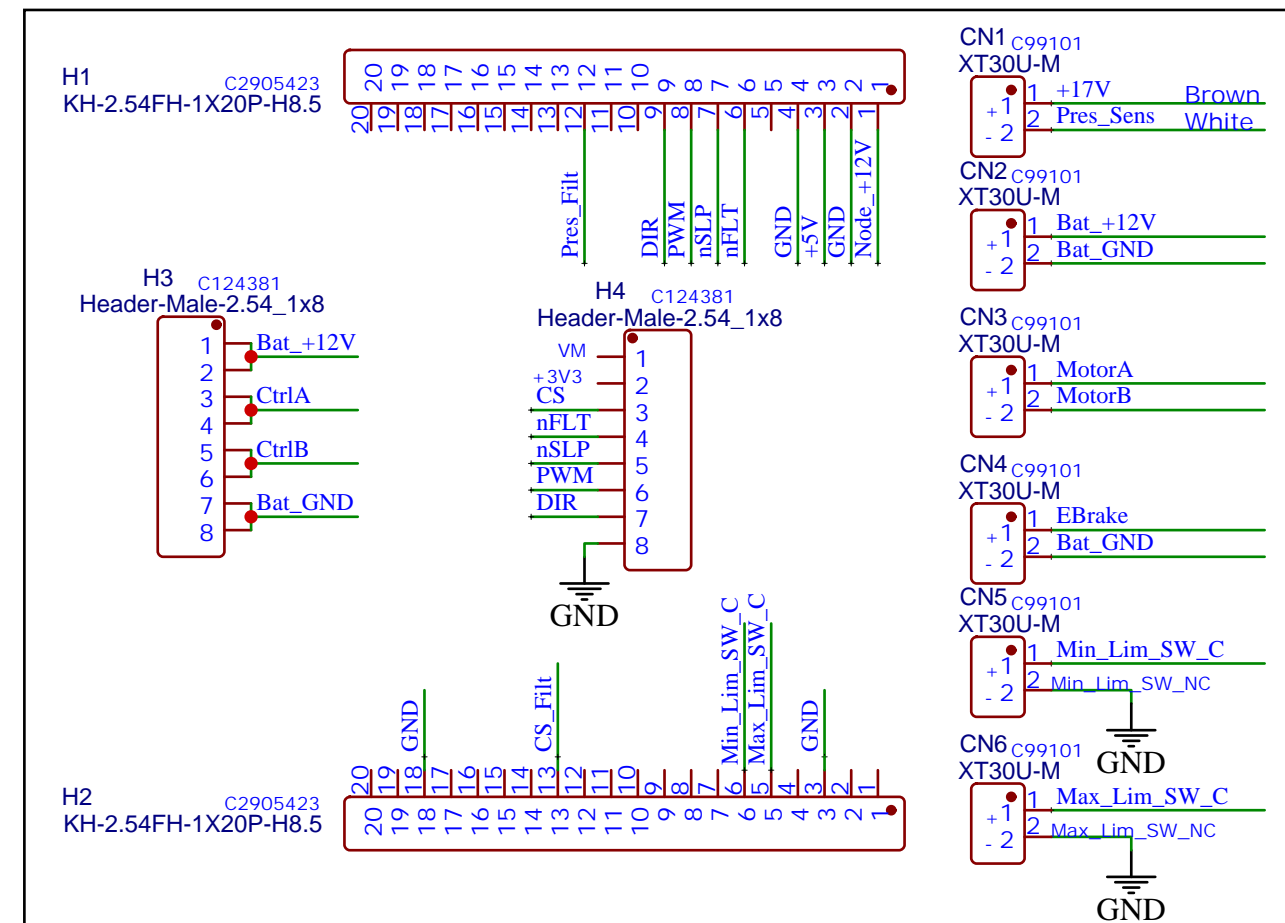 H1
C2905423
KH-2.54FH-1X20P-H8.5
20 19 18 17 16 15 14 13 12 11 10 9 8 7 6 5 4 3 2 1
20 19 18 17 16 15 14 13 12 11 10 9 8 7 6 5 4 3 2 1
Pres_Filt
DIR
PWM
nSLP
nFLT
GND
+5V
GND
Node_+12V
CN1 C99101
XT30U-M
+1 1 +17V Brown
- 2 2 Pres_Sens White
CN2 C99101
XT30U-M
+1 1 Bat_+12V
- 2 2 Bat_GND
H3 C124381
Header-Male-2.54_1x8
1
Bat_+12V
2
3
CtrlA
4
5
CtrlB
6
7
Bat_GND
8
H4 C124381
Header-Male-2.54_1x8
VM 1
+3V3 2
CS 3
nFLT 4
nSLP 5
PWM 6
DIR 7
8
GND
CN3 C99101
XT30U-M
+1 1 MotorA
- 2 2 MotorB
CN4 C99101
XT30U-M
+1 1 EBrake
- 2 2 Bat_GND
CN5 C99101
XT30U-M
+1 1 Min_Lim_SW_C
- 2 2 Min_Lim_SW_NC
GND
GND
CS_Filt
Min_Lim_SW_C
Max_Lim_SW_C
GND
20 19 18 17 16 15 14 13 12 11 10 9 8 7 6 5 4 3 2 1
20 19 18 17 16 15 14 13 12 11 10 9 8 7 6 5 4 3 2 1
H2
C2905423
KH-2.54FH-1X20P-H8.5
CN6 C99101
XT30U-M
+1 1 Max_Lim_SW_C
- 2 2 Max_Lim_SW_NC
GND